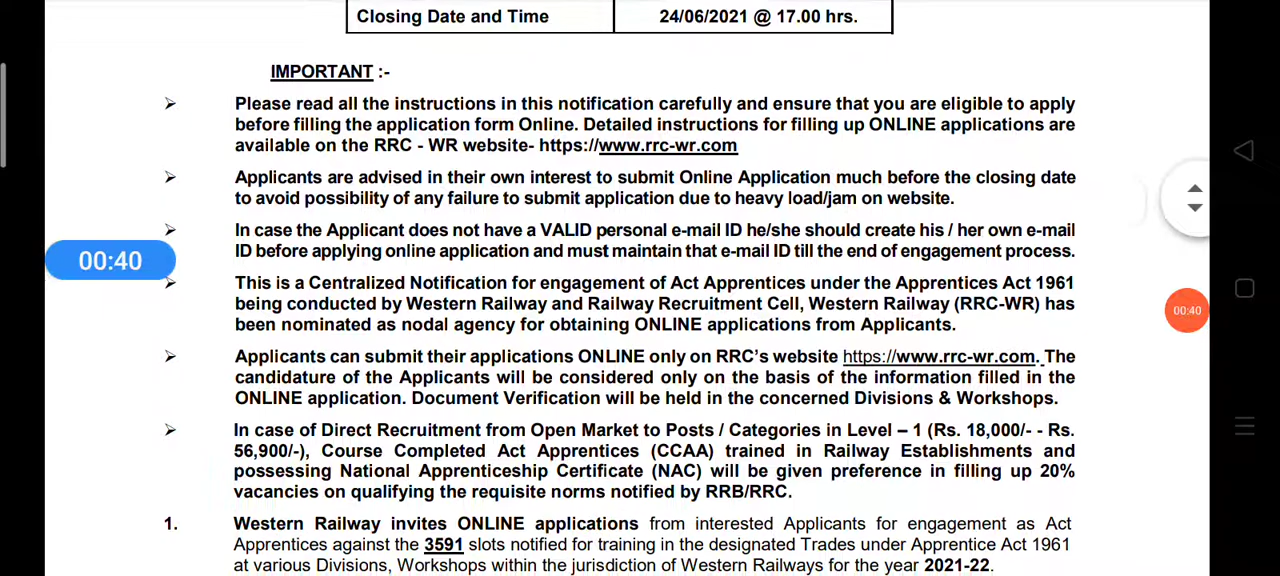 Closing Date and Time 24/06/2021 @ 17.00 hrs.
IMPORTANT :-
➢ Please read all the instructions in this notification carefully and ensure that you are eligible to apply
before filling the application form Online. Detailed instructions for filling up ONLINE applications are
available on the RRC - WR website- https://www.rrc-wr.com
➢ Applicants are advised in their own interest to submit Online Application much before the closing date
to avoid possibility of any failure to submit application due to heavy load/jam on website.
➢ In case the Applicant does not have a VALID personal e-mail ID he/she should create his / her own e-mail
ID before applying online application and must maintain that e-mail ID till the end of engagement process.
00:40
➢ This is a Centralized Notification for engagement of Act Apprentices under the Apprentices Act 1961
being conducted by Western Railway and Railway Recruitment Cell, Western Railway (RRC-WR) has
00:40
been nominated as nodal agency for obtaining ONLINE applications from Applicants.
➢ Applicants can submit their applications ONLINE only on RRC's website https://www.rrc-wr.com. The
candidature of the Applicants will be considered only on the basis of the information filled in the
ONLINE application. Document Verification will be held in the concerned Divisions & Workshops.
➢ In case of Direct Recruitment from Open Market to Posts / Categories in Level – 1 (Rs. 18,000/- - Rs.
56,900/-), Course Completed Act Apprentices (CCAA) trained in Railway Establishments and
possessing National Apprenticeship Certificate (NAC) will be given preference in filling up 20%
vacancies on qualifying the requisite norms notified by RRB/RRC.
1. Western Railway invites ONLINE applications from interested Applicants for engagement as Act
Apprentices against the 3591 slots notified for training in the designated Trades under Apprentice Act 1961
at various Divisions, Workshops within the jurisdiction of Western Railways for the year 2021-22.